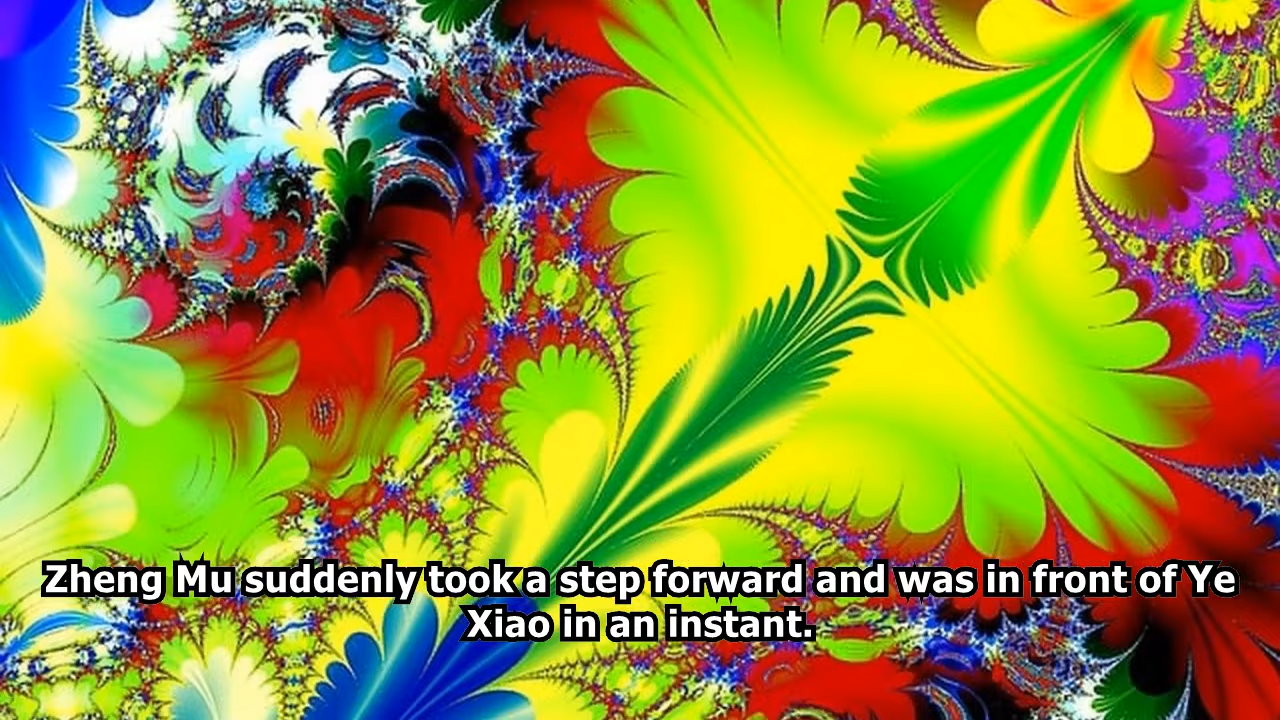 Zheng Mu suddenly took a step forward and was in front of Ye
Xiao in an instant.